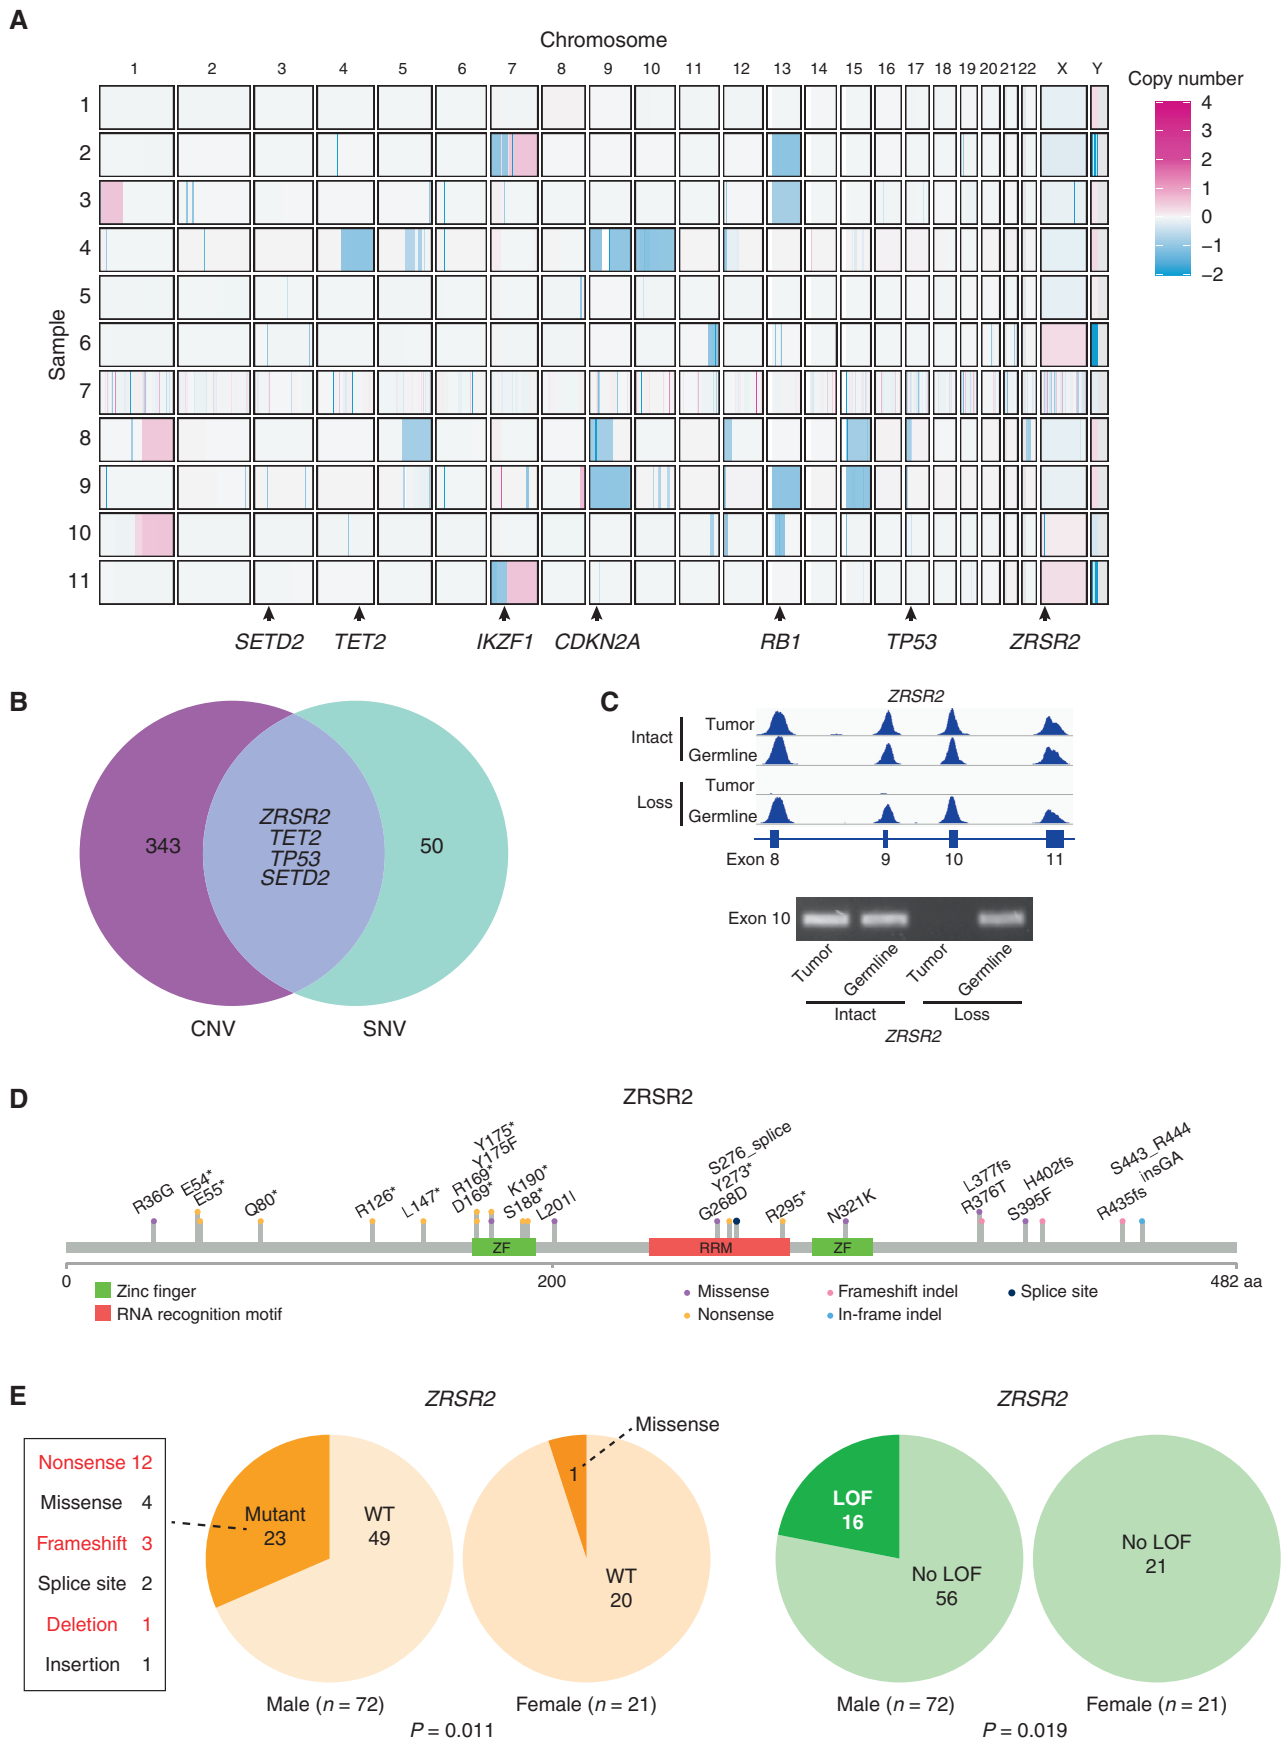 A
Chromosome
1 2 3 4 5 6 7 8 9 10 11 12 13 14 15 16 17 18 19 20 21 22 X Y
Sample
1
2
3
4
5
6
7
8
9
10
11
SETD2 TET2 IKZF1 CDKN2A RB1 TP53 ZRSR2
Copy number
4
3
2
1
0
−1
−2
B
343
ZRSR2
TET2
TP53
SETD2
50
CNV SNV
C
ZRSR2
Intact
Tumor
Germline
Loss
Tumor
Germline
Exon 8 9 10 11
Exon 10
Tumor Germline Tumor Germline
Intact Loss
ZRSR2
D
ZRSR2
R36G
E54*
E55*
Q80*
R126*
L147*
R169*
D169*
Y175*
Y175F
K190*
S188*
L201I
S276_splice
Y273*
G268D
R295*
N321K
L377fs
R376T
H402fs
S395F
S443_R444
insGA
R435fs
ZF RRM ZF
0 200 482 aa
Zinc finger
RNA recognition motif
Missense
Nonsense
Frameshift indel
In-frame indel
Splice site
E
ZRSR2
Nonsense 12
Missense 4
Frameshift 3
Splice site 2
Deletion 1
Insertion 1
Mutant
23
WT
49
Male (n = 72)
Missense
1
WT
20
Female (n = 21)
P = 0.011
ZRSR2
LOF
16
No LOF
56
Male (n = 72)
No LOF
21
Female (n = 21)
P = 0.019